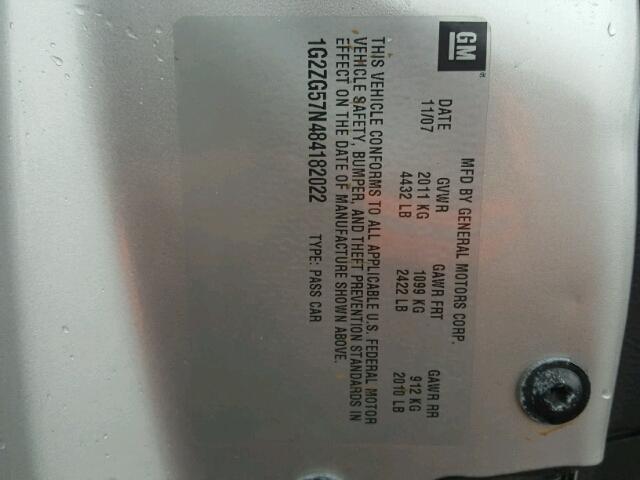 GM
MFD BY GENERAL MOTORS CORP.
DATE GVWR GAWR FRT GAWR RR
11/07 2011 KG 1099 KG 912 KG
4432 LB 2422 LB 2010 LB
THIS VEHICLE CONFORMS TO ALL APPLICABLE U.S. FEDERAL MOTOR
VEHICLE SAFETY, BUMPER, AND THEFT PREVENTION STANDARDS IN
EFFECT ON THE DATE OF MANUFACTURE SHOWN ABOVE.
1G2ZG57N484182022 TYPE: PASS CAR